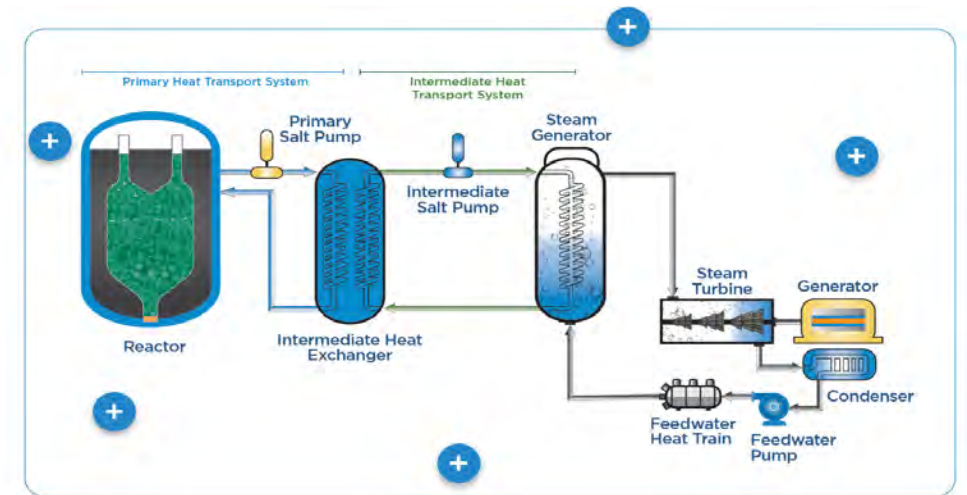 Primary Heat Transport System
Intermediate Heat
Transport System
Primary
Salt Pump
Steam
Generator
Intermediate
Salt Pump
Steam
Turbine
Generator
Reactor
Intermediate Heat
Exchanger
Condenser
Feedwater
Heat Train
Feedwater
Pump